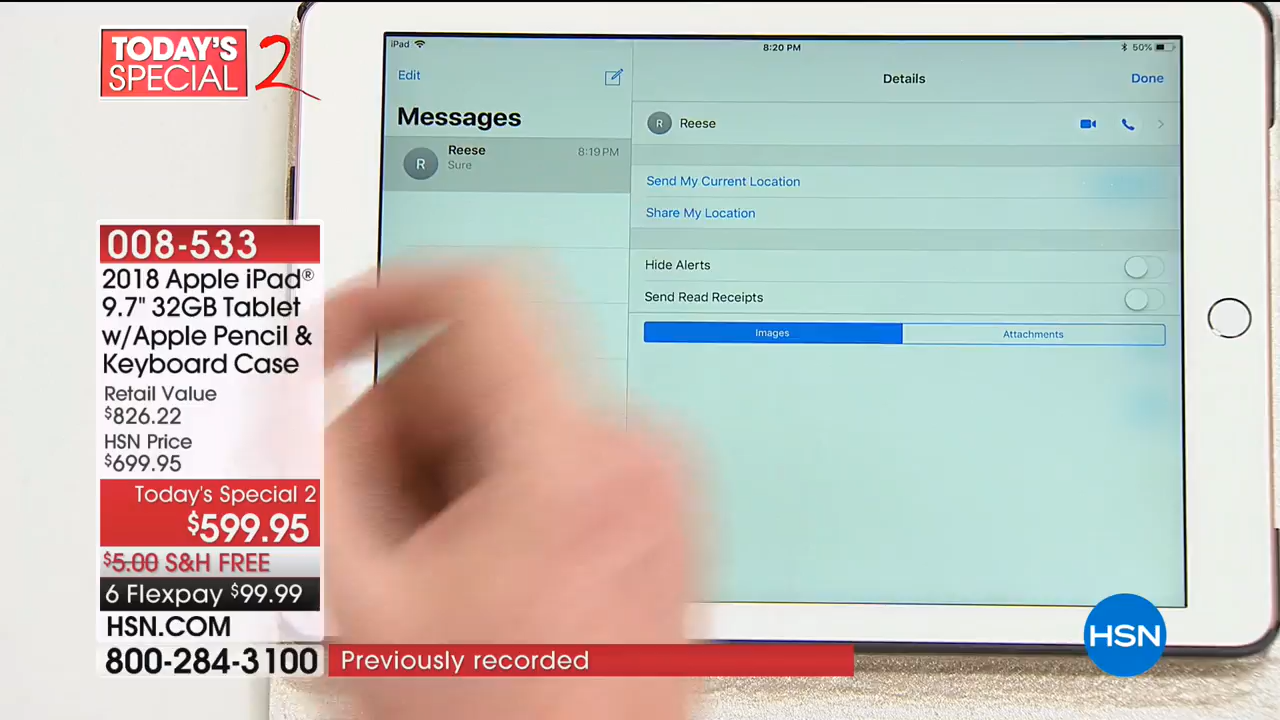 TODAY'S
SPECIAL 2
008-533
2018 Apple iPad®
9.7" 32GB Tablet
w/Apple Pencil &
Keyboard Case
Retail Value
$826.22
HSN Price
$699.95
Today's Special 2
$599.95
$5.00 S&H FREE
6 Flexpay $99.99
HSN.COM
800-284-3100
Previously recorded
HSN
iPad
8:20 PM
50%
Edit
Messages
R
Reese
8:19 PM
Sure
Details
Done
R
Reese
Send My Current Location
Share My Location
Hide Alerts
Send Read Receipts
Images
Attachments